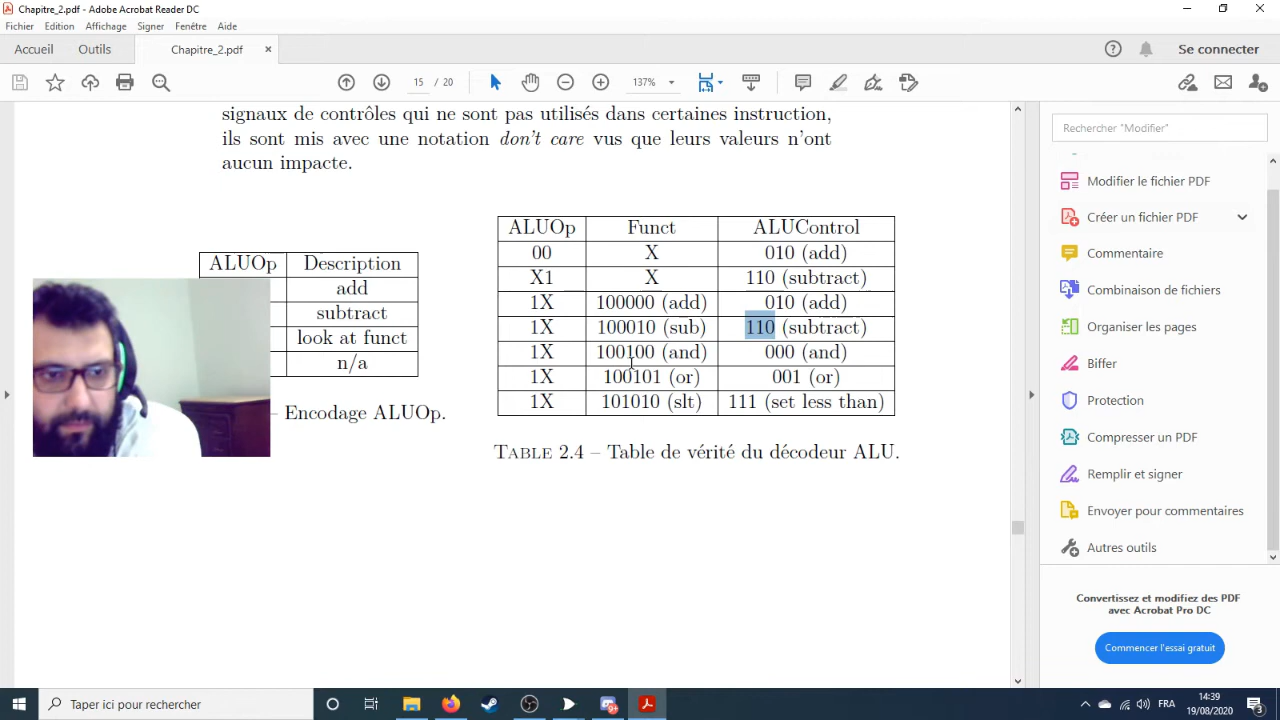 Chapitre_2.pdf - Adobe Acrobat Reader DC
Fichier Edition Affichage Signer Fenêtre Aide
Accueil Outils Chapitre_2.pdf × Se connecter
15 / 20 137%
signaux de contrôles qui ne sont pas utilisés dans certaines instruction,
ils sont mis avec une notation don't care vus que leurs valeurs n'ont
aucun impacte.
ALUOp Description
add
subtract
look at funct
n/a
– Encodage ALUOp.
ALUOp Funct ALUControl
00 X 010 (add)
X1 X 110 (subtract)
1X 100000 (add) 010 (add)
1X 100010 (sub) 110 (subtract)
1X 100100 (and) 000 (and)
1X 100101 (or) 001 (or)
1X 101010 (slt) 111 (set less than)
TABLE 2.4 – Table de vérité du décodeur ALU.
Rechercher "Modifier"
Modifier le fichier PDF
Créer un fichier PDF
Commentaire
Combinaison de fichiers
Organiser les pages
Biffer
Protection
Compresser un PDF
Remplir et signer
Envoyer pour commentaires
Autres outils
Convertissez et modifiez des PDF
avec Acrobat Pro DC
Commencer l'essai gratuit
Taper ici pour rechercher
FRA
14:39
19/08/2020